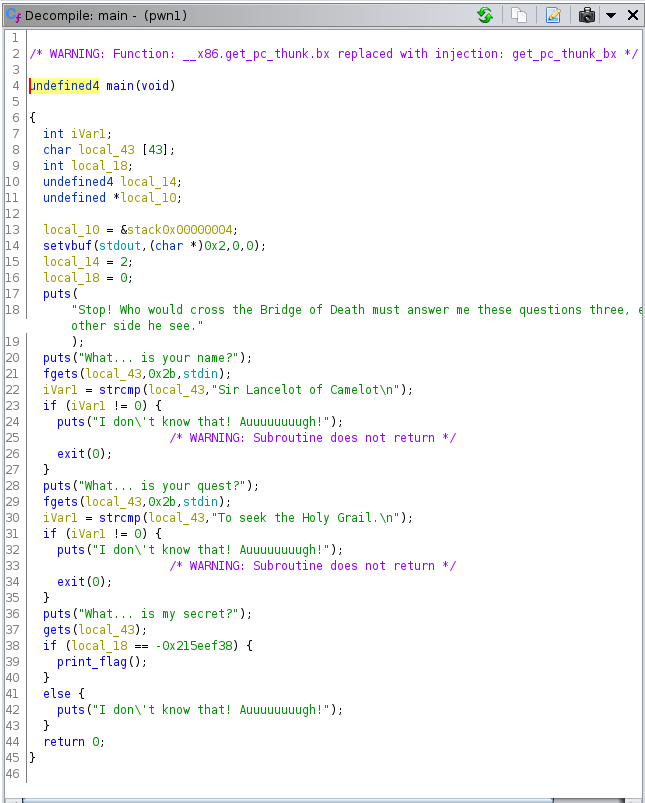 Decompile: main - (pwn1)
1
2 /* WARNING: Function: __x86.get_pc_thunk.bx replaced with injection: get_pc_thunk_bx */
3
4 undefined4 main(void)
5
6 {
7 int iVar1;
8 char local_43 [43];
9 int local_18;
10 undefined4 local_14;
11 undefined *local_10;
12
13 local_10 = &stack0x00000004;
14 setvbuf(stdout,(char *)0x2,0,0);
15 local_14 = 2;
16 local_18 = 0;
17 puts(
18 "Stop! Who would cross the Bridge of Death must answer me these questions three, e
other side he see."
19 );
20 puts("What... is your name?");
21 fgets(local_43,0x2b,stdin);
22 iVar1 = strcmp(local_43,"Sir Lancelot of Camelot\n");
23 if (iVar1 != 0) {
24 puts("I don\'t know that! Auuuuuuuugh!");
25 /* WARNING: Subroutine does not return */
26 exit(0);
27 }
28 puts("What... is your quest?");
29 fgets(local_43,0x2b,stdin);
30 iVar1 = strcmp(local_43,"To seek the Holy Grail.\n");
31 if (iVar1 != 0) {
32 puts("I don\'t know that! Auuuuuuuugh!");
33 /* WARNING: Subroutine does not return */
34 exit(0);
35 }
36 puts("What... is my secret?");
37 gets(local_43);
38 if (local_18 == -0x215eef38) {
39 print_flag();
40 }
41 else {
42 puts("I don\'t know that! Auuuuuuuugh!");
43 }
44 return 0;
45 }
46